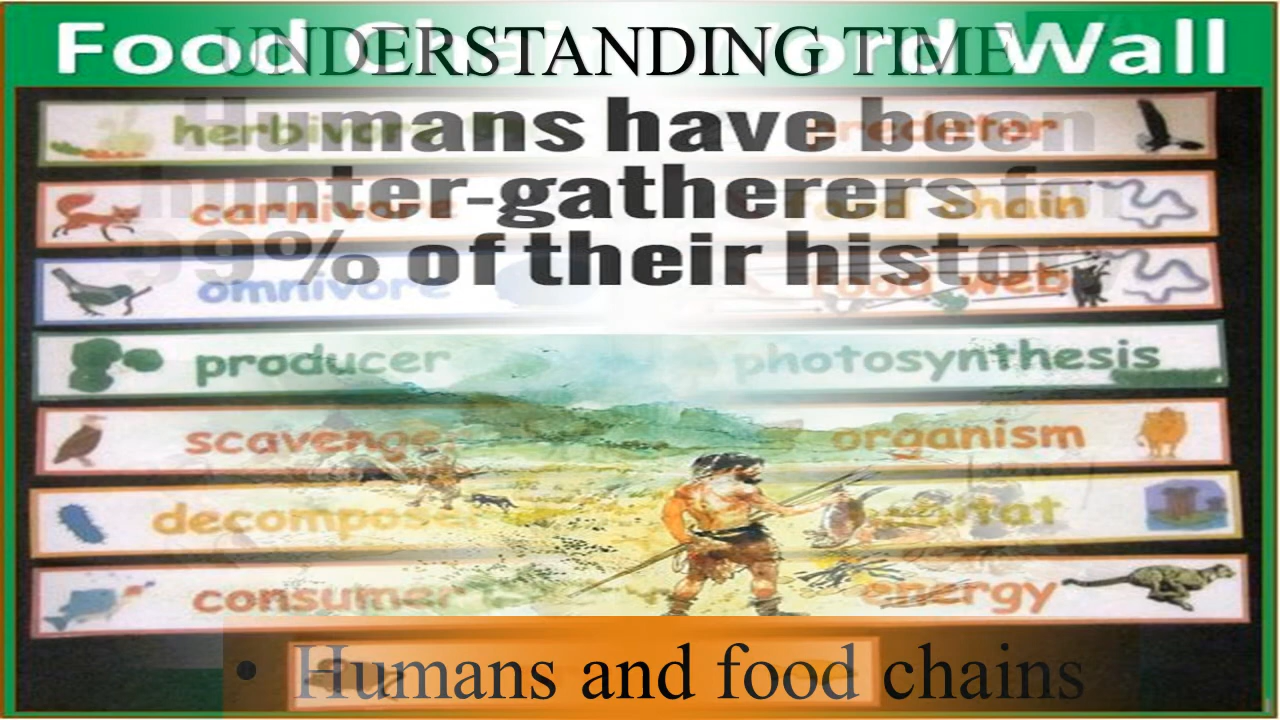 Food Chain Word Wall
UNDERSTANDING TIME
Humans have been
hunter-gatherers for
99% of their history
herbivore
predator
carnivore
food chain
omnivore
food web
producer
photosynthesis
scavenger
organism
decomposer
habitat
consumer
energy
• Humans and food chains